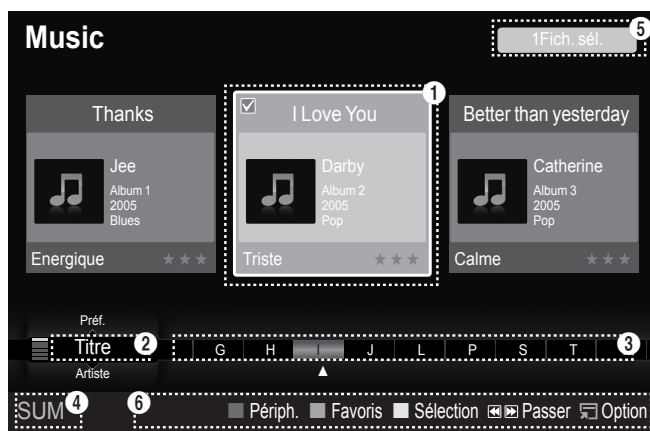 Music
1Fich. sél.
5
1
Thanks
Jee
Album 1
2005
Blues
Energique
I Love You
Darby
Album 2
2005
Pop
Triste
Better than yesterday
Catherine
Album 3
2005
Pop
Calme
Préf.
Titre 2 G H I J L P S T 3
Artiste
SUM 4 6 Périph. Favoris Sélection Passer Option